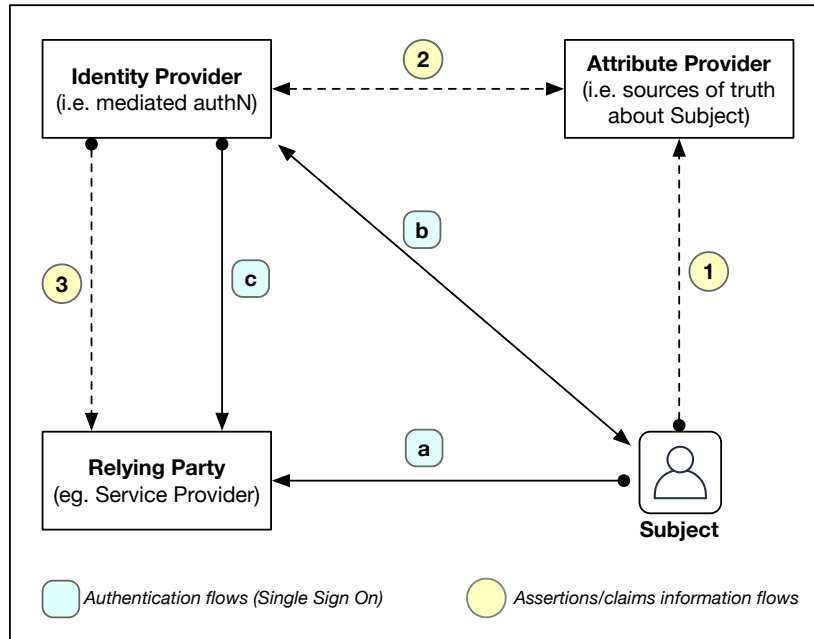 Identity Provider
(i.e. mediated authN)
2
Attribute Provider
(i.e. sources of truth
about Subject)
b
1
3
c
a
Relying Party
(eg. Service Provider)
Subject
Authentication flows (Single Sign On)
Assertions/claims information flows